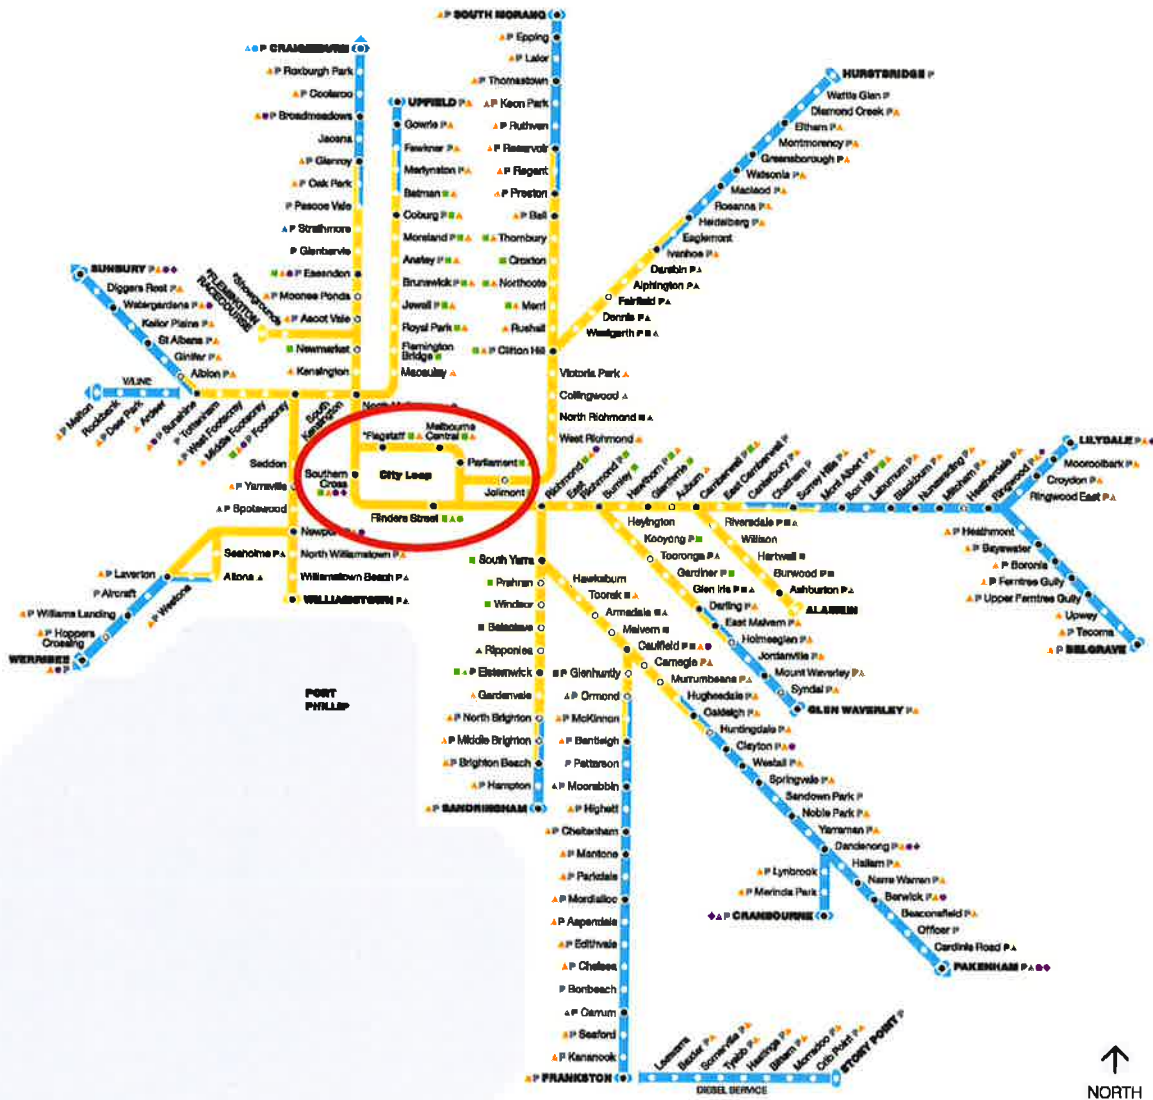 SOUTH MORANG
P Epping
P Lalor
P Thomastown
P Keon Park
P Ruthven
P Reservoir
P Regent
P Preston
P Bell
Thornbury
Croxton
Northcote
Merri
Rushall
P Clifton Hill
Victoria Park
Collingwood
North Richmond
West Richmond
P CRAIGIEBURN
P Roxburgh Park
P Coolaroo
P Broadmeadows
Jacana
P Glenroy
P Oak Park
P Pascoe Vale
P Strathmore
P Glenbervie
P Essendon
P Moonee Ponds
P Ascot Vale
Newmarket
Kensington
UPFIELD P
Gowrie P
Fawkner P
Merlynston P
Batman
Coburg P
Moreland P
Anstey P
Brunswick P
Jewell P
Royal Park
Flemington
Bridge
Macaulay
HURSTBRIDGE P
Wattle Glen P
Diamond Creek P
Eltham P
Montmorency P
Greensborough P
Watsonia P
Macleod P
Rosanna P
Heidelberg P
Eaglemont
Ivanhoe P
Darebin P
Alphington P
Fairfield P
Dennis P
Westgarth P
SUNBURY P
Diggers Rest P
Watergardens P
Keilor Plains P
St Albans P
Ginifer P
Albion P
*Showgrounds
*FLEMINGTON
RACECOURSE
V/LINE
P Melton
Rockbank
P Deer Park
Ardeer
P Sunshine
P Tottenham
P West Footscray
P Middle Footscray
P Footscray
South
Kensington
*Flagstaff
Melbourne
Central
Parliament
City Loop
Southern
Cross
Jolimont
Flinders Street
Seddon
P Yarraville
P Spotswood
Newport P
Seaholme P
Altona
North Williamstown P
Williamstown Beach P
WILLIAMSTOWN P
P Westona
P Laverton
P Aircraft
P Williams Landing
P Hoppers
Crossing
WERRIBEE
P
PORT
PHILLIP
Richmond
East
Richmond P
Burnley
Hawthorn P
Glenferrie
Auburn
Camberwell P
East Camberwell
Canterbury P
Chatham P
Surrey Hills P
Mont Albert P
Box Hill P
Laburnum P
Blackburn P
Nunawading P
Mitcham P
Heatherdale P
Ringwood P
LILYDALE P
Mooroolbark P
Croydon P
Ringwood East P
P Heathmont
P Bayswater
P Boronia
P Ferntree Gully
P Upper Ferntree Gully
Upwey
P Tecoma
P BELGRAVE
Riversdale P
Willison
Hartwell
Burwood P
Ashburton P
ALAMEIN
Heyington
Kooyong P
Tooronga P
Gardiner P
Glen Iris P
Darling P
East Malvern P
Holmesglen P
Jordanville P
Mount Waverley P
Syndal P
GLEN WAVERLEY P
South Yarra
Prahran
Windsor
Balaclava
Ripponlea
P Elsternwick
Gardenvale
P North Brighton
P Middle Brighton
P Brighton Beach
P Hampton
P SANDRINGHAM
Hawksburn
Toorak
Armadale
Malvern
Caulfield P
Carnegie P
Murrumbeena P
Hughesdale P
Oakleigh P
Huntingdale P
Clayton P
Westall P
Springvale P
Sandown Park P
Noble Park P
Yarraman P
Dandenong P
Hallam P
Narre Warren P
Berwick P
Beaconsfield P
Officer P
Cardinia Road P
PAKENHAM P
P Lynbrook
P Merinda Park
P CRANBOURNE
P Glenhuntly
P Ormond
P McKinnon
P Bentleigh
P Patterson
P Moorabbin
P Highett
P Cheltenham
P Mentone
P Parkdale
P Mordialloc
P Aspendale
P Edithvale
P Chelsea
P Bonbeach
P Carrum
P Seaford
P Kananook
P FRANKSTON
Leawarra
Baxter P
Somerville P
Tyabb P
Hastings P
Bittern P
Morradoo P
Crib Point P
STONY POINT P
DIESEL SERVICE
NORTH